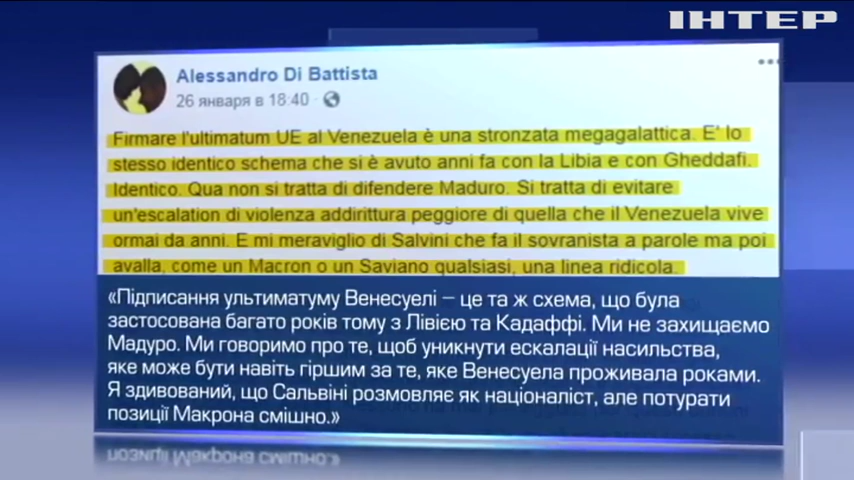 ІНТЕР
Alessandro Di Battista
26 января в 18:40 ·
Firmare l'ultimatum UE al Venezuela è una stronzata megagalattica. E' lo
stesso identico schema che si è avuto anni fa con la Libia e con Gheddafi.
Identico. Qua non si tratta di difendere Maduro. Si tratta di evitare
un'escalation di violenza addirittura peggiore di quella che il Venezuela vive
ormai da anni. E mi meraviglio di Salvini che fa il sovranista a parole ma poi
avalla, come un Macron o un Saviano qualsiasi, una linea ridicola.
«Підписання ультиматуму Венесуелі – це та ж схема, що була
застосована багато років тому з Лівією та Кадаффі. Ми не захищаємо
Мадуро. Ми говоримо про те, щоб уникнути ескалації насильства,
яке може бути навіть гіршим за те, яке Венесуела проживала роками.
Я здивований, що Сальвіні розмовляє як націоналіст, але потурати
позиції Макрона смішно.»